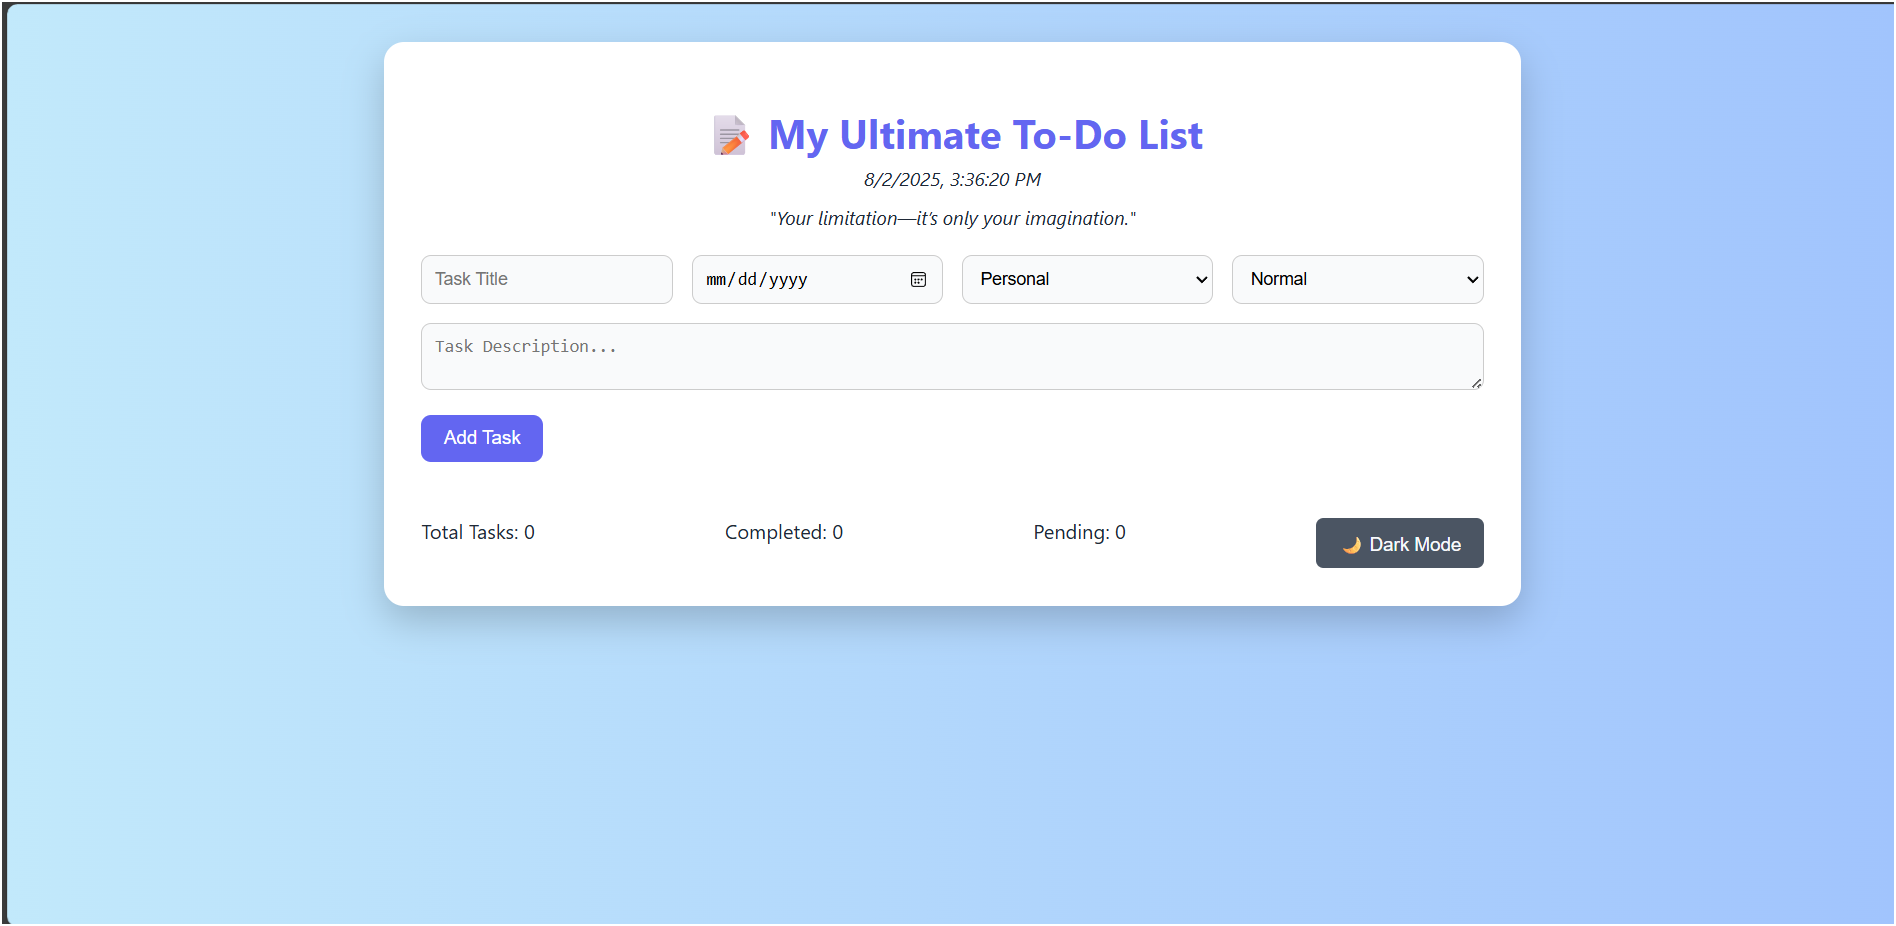 My Ultimate To-Do List
8/2/2025, 3:36:20 PM
"Your limitation—it's only your imagination."
Task Title
mm/dd/yyyy
Personal
Normal
Task Description...
Add Task
Total Tasks: 0
Completed: 0
Pending: 0
🌙 Dark Mode